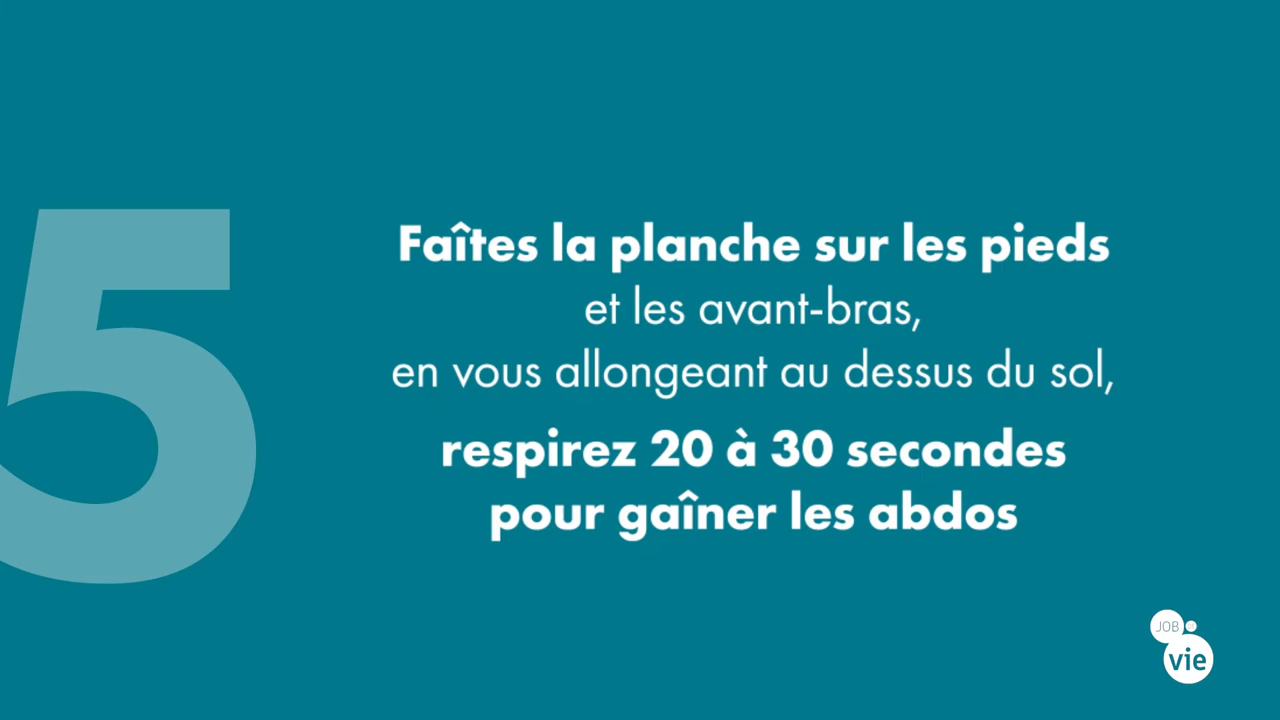 5
Faîtes la planche sur les pieds
et les avant-bras,
en vous allongeant au dessus du sol,
respirez 20 à 30 secondes
pour gaîner les abdos
JOB
vie